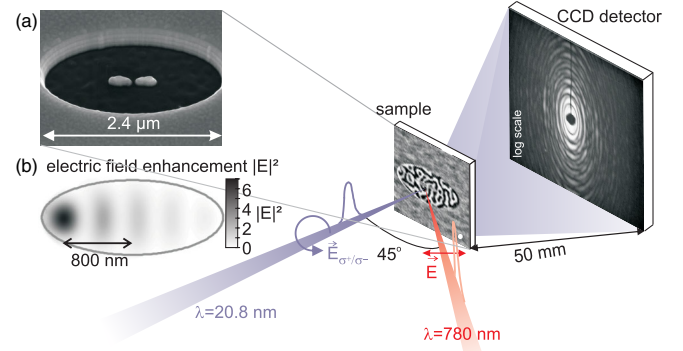 (a)
CCD detector
2.4 µm
sample
log scale
(b) electric field enhancement |E|²
6
4
2
0
|E|²
800 nm
E⃗σ⁺/σ⁻
45°
E⃗
50 mm
λ=20.8 nm
λ=780 nm